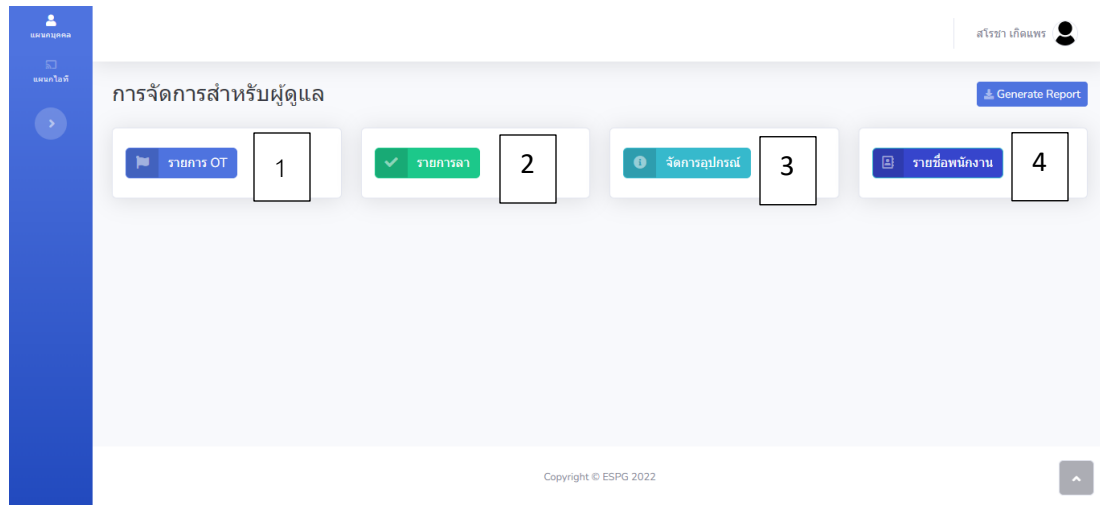 แผนกบุคคล
แผนกไอที
สโรชา เกิดแพร
การจัดการสำหรับผู้ดูแล
Generate Report
รายการ OT
1
รายการลา
2
จัดการอุปกรณ์
3
รายชื่อพนักงาน
4
Copyright © ESPG 2022